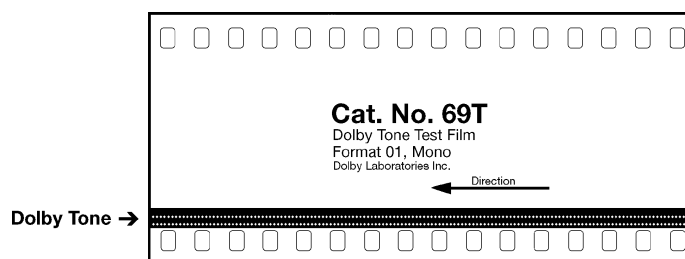 Cat. No. 69T
Dolby Tone Test Film
Format 01, Mono
Dolby Laboratories Inc.
Direction
Dolby Tone